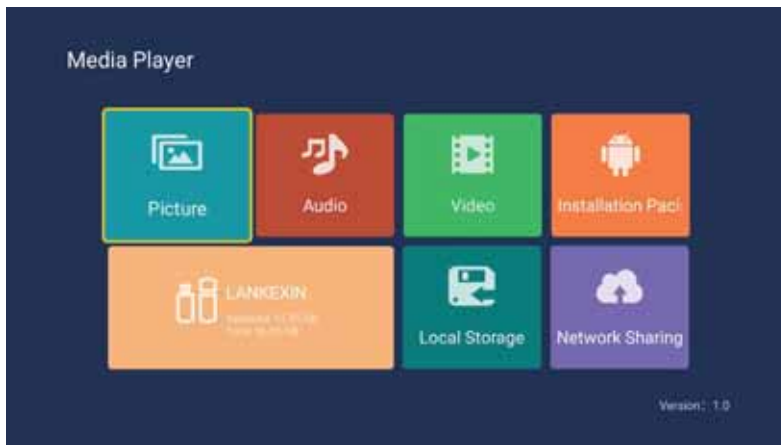 Media Player
Picture
Audio
Video
Installation Pac
LANKEXIN
Local Storage
Network Sharing
Version: 1.0